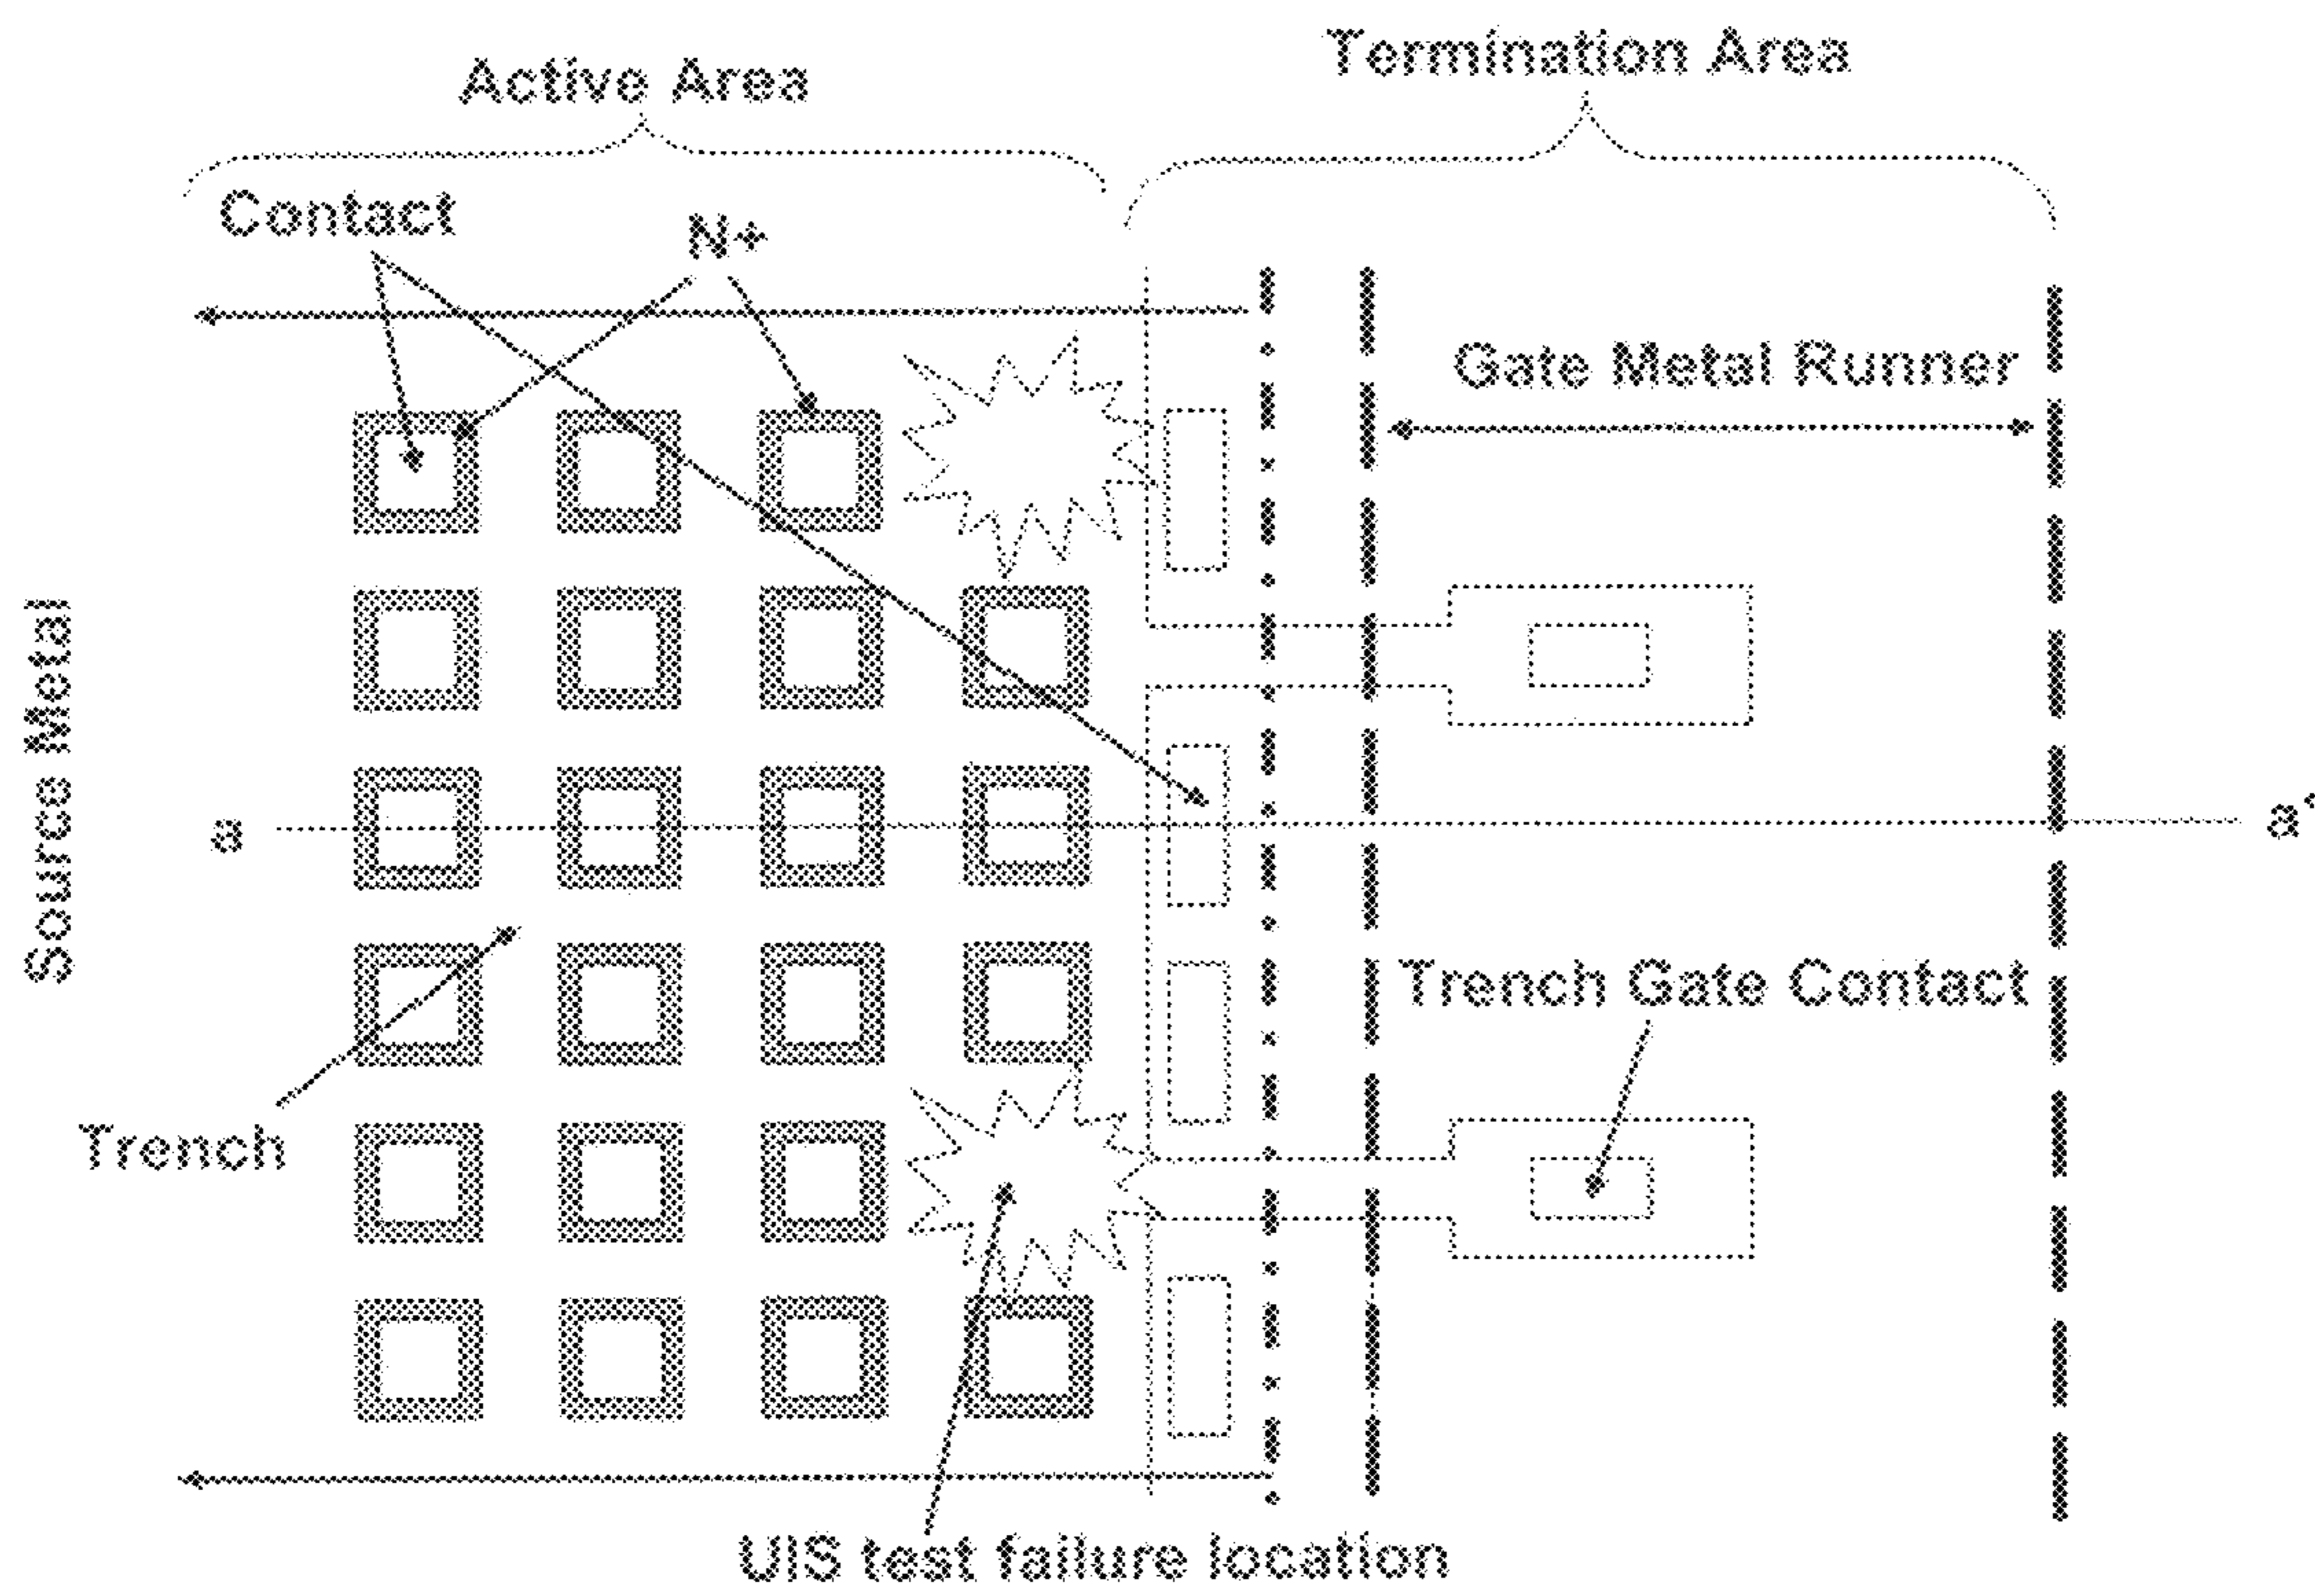 Termination Area
Active Area
Contact
N+
Gate Metal Runner
Source Metal
a
a'
Trench Gate Contact
Trench
UIS test failure location